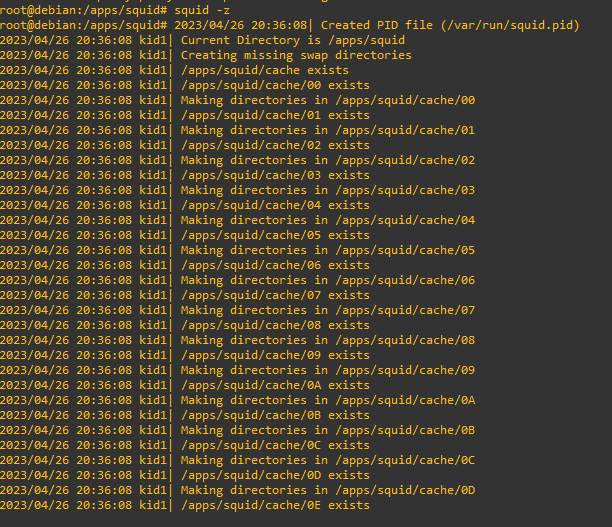 root@debian:/apps/squid# squid -z
root@debian:/apps/squid# 2023/04/26 20:36:08| Created PID file (/var/run/squid.pid)
2023/04/26 20:36:08 kid1| Current Directory is /apps/squid
2023/04/26 20:36:08 kid1| Creating missing swap directories
2023/04/26 20:36:08 kid1| /apps/squid/cache exists
2023/04/26 20:36:08 kid1| /apps/squid/cache/00 exists
2023/04/26 20:36:08 kid1| Making directories in /apps/squid/cache/00
2023/04/26 20:36:08 kid1| /apps/squid/cache/01 exists
2023/04/26 20:36:08 kid1| Making directories in /apps/squid/cache/01
2023/04/26 20:36:08 kid1| /apps/squid/cache/02 exists
2023/04/26 20:36:08 kid1| Making directories in /apps/squid/cache/02
2023/04/26 20:36:08 kid1| /apps/squid/cache/03 exists
2023/04/26 20:36:08 kid1| Making directories in /apps/squid/cache/03
2023/04/26 20:36:08 kid1| /apps/squid/cache/04 exists
2023/04/26 20:36:08 kid1| Making directories in /apps/squid/cache/04
2023/04/26 20:36:08 kid1| /apps/squid/cache/05 exists
2023/04/26 20:36:08 kid1| Making directories in /apps/squid/cache/05
2023/04/26 20:36:08 kid1| /apps/squid/cache/06 exists
2023/04/26 20:36:08 kid1| Making directories in /apps/squid/cache/06
2023/04/26 20:36:08 kid1| /apps/squid/cache/07 exists
2023/04/26 20:36:08 kid1| Making directories in /apps/squid/cache/07
2023/04/26 20:36:08 kid1| /apps/squid/cache/08 exists
2023/04/26 20:36:08 kid1| Making directories in /apps/squid/cache/08
2023/04/26 20:36:08 kid1| /apps/squid/cache/09 exists
2023/04/26 20:36:08 kid1| Making directories in /apps/squid/cache/09
2023/04/26 20:36:08 kid1| /apps/squid/cache/0A exists
2023/04/26 20:36:08 kid1| Making directories in /apps/squid/cache/0A
2023/04/26 20:36:08 kid1| /apps/squid/cache/0B exists
2023/04/26 20:36:08 kid1| Making directories in /apps/squid/cache/0B
2023/04/26 20:36:08 kid1| /apps/squid/cache/0C exists
2023/04/26 20:36:08 kid1| Making directories in /apps/squid/cache/0C
2023/04/26 20:36:08 kid1| /apps/squid/cache/0D exists
2023/04/26 20:36:08 kid1| Making directories in /apps/squid/cache/0D
2023/04/26 20:36:08 kid1| /apps/squid/cache/0E exists